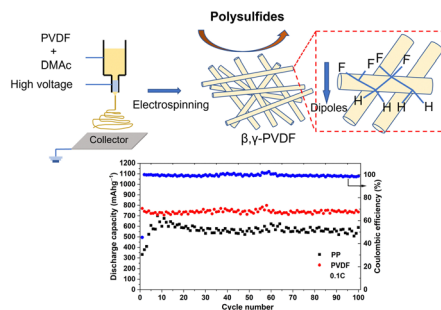 Polysulfides
PVDF
+
DMAc
High voltage
Electrospinning
Collector
β,γ-PVDF
Dipoles
F
F
F
F
H
H
H
H
Discharge capacity (mAhg⁻¹)
1100
1000
900
800
700
600
500
400
300
200
100
0
0
10
20
30
40
50
60
70
80
90
100
Cycle number
PP
PVDF
0.1C
100
80
60
40
20
0
Coulombic efficiency (%)